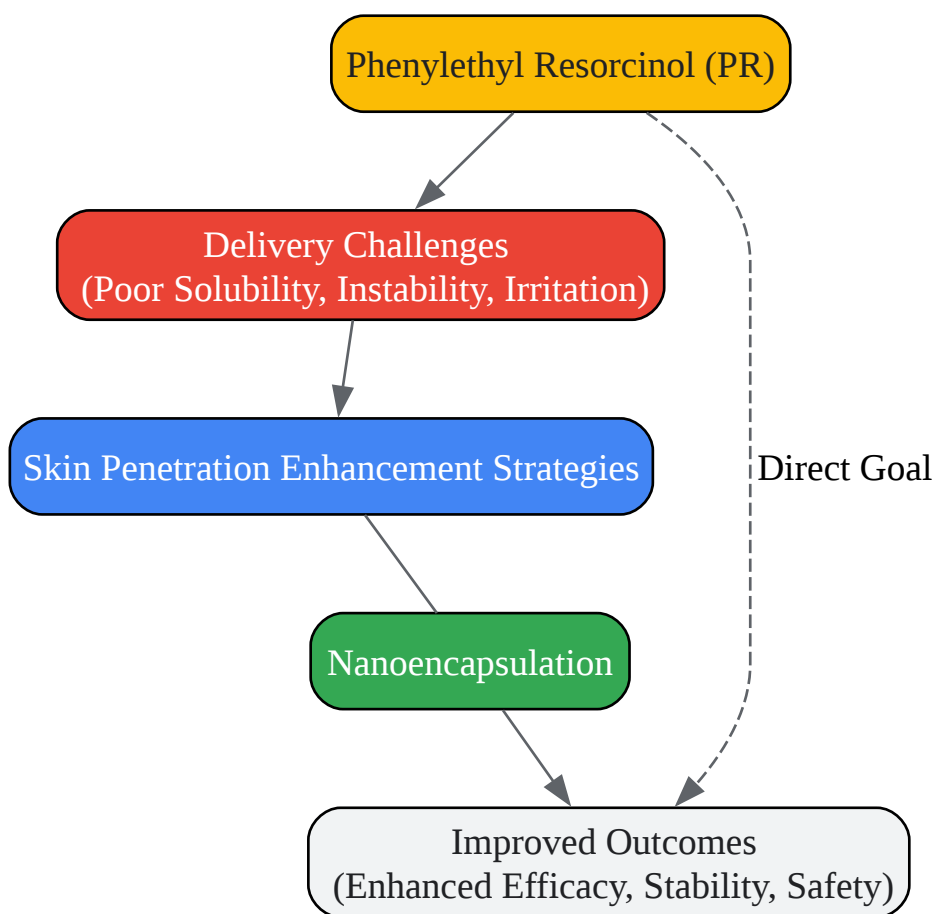 Phenylethyl Resorcinol (PR)
Delivery Challenges
(Poor Solubility, Instability, Irritation)
Skin Penetration Enhancement Strategies
Direct Goal
Nanoencapsulation
Improved Outcomes
(Enhanced Efficacy, Stability, Safety)